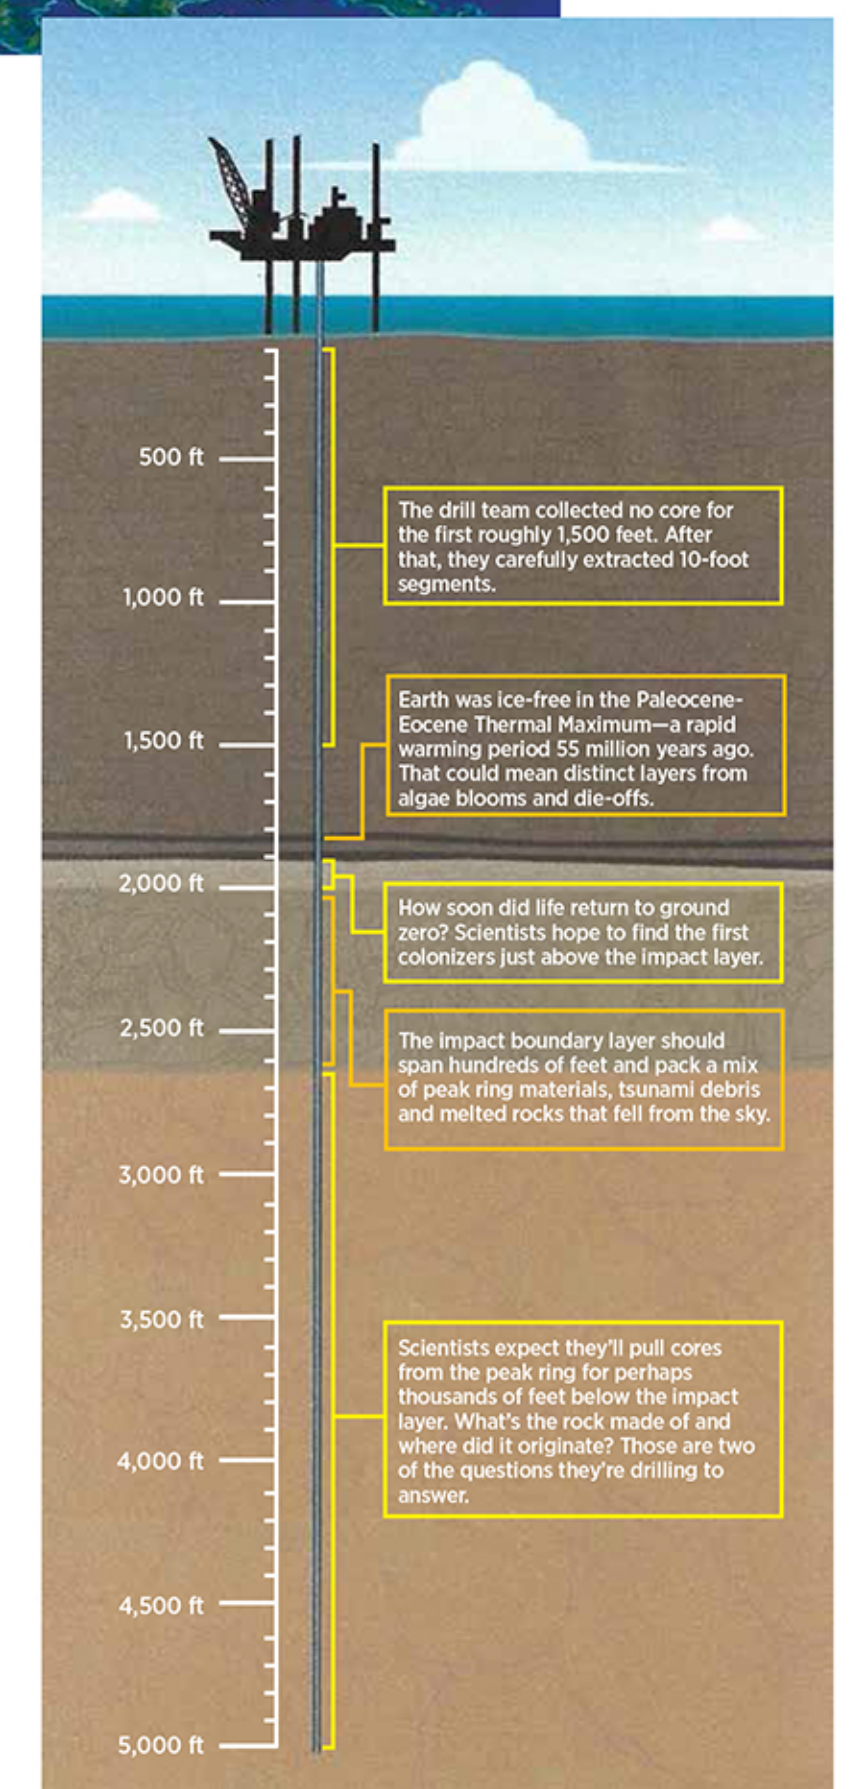 500 ft
The drill team collected no core for
the first roughly 1,500 feet. After
that, they carefully extracted 10-foot
segments.
1,000 ft
Earth was ice-free in the Paleocene-
Eocene Thermal Maximum—a rapid
warming period 55 million years ago.
That could mean distinct layers from
algae blooms and die-offs.
1,500 ft
2,000 ft
How soon did life return to ground
zero? Scientists hope to find the first
colonizers just above the impact layer.
2,500 ft
The impact boundary layer should
span hundreds of feet and pack a mix
of peak ring materials, tsunami debris
and melted rocks that fell from the sky.
3,000 ft
3,500 ft
Scientists expect they’ll pull cores
from the peak ring for perhaps
thousands of feet below the impact
layer. What’s the rock made of and
where did it originate? Those are two
of the questions they’re drilling to
answer.
4,000 ft
4,500 ft
5,000 ft